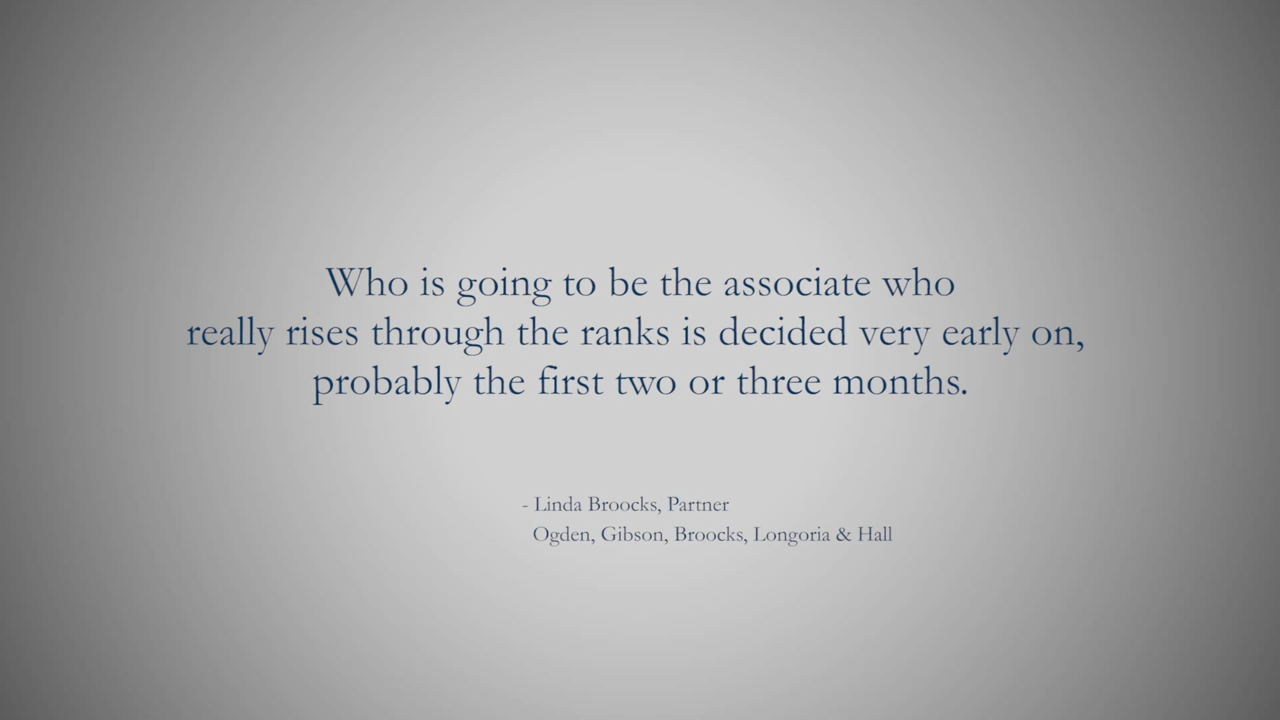 Who is going to be the associate who
really rises through the ranks is decided very early on,
probably the first two or three months.
- Linda Broocks, Partner
Ogden, Gibson, Broocks, Longoria & Hall